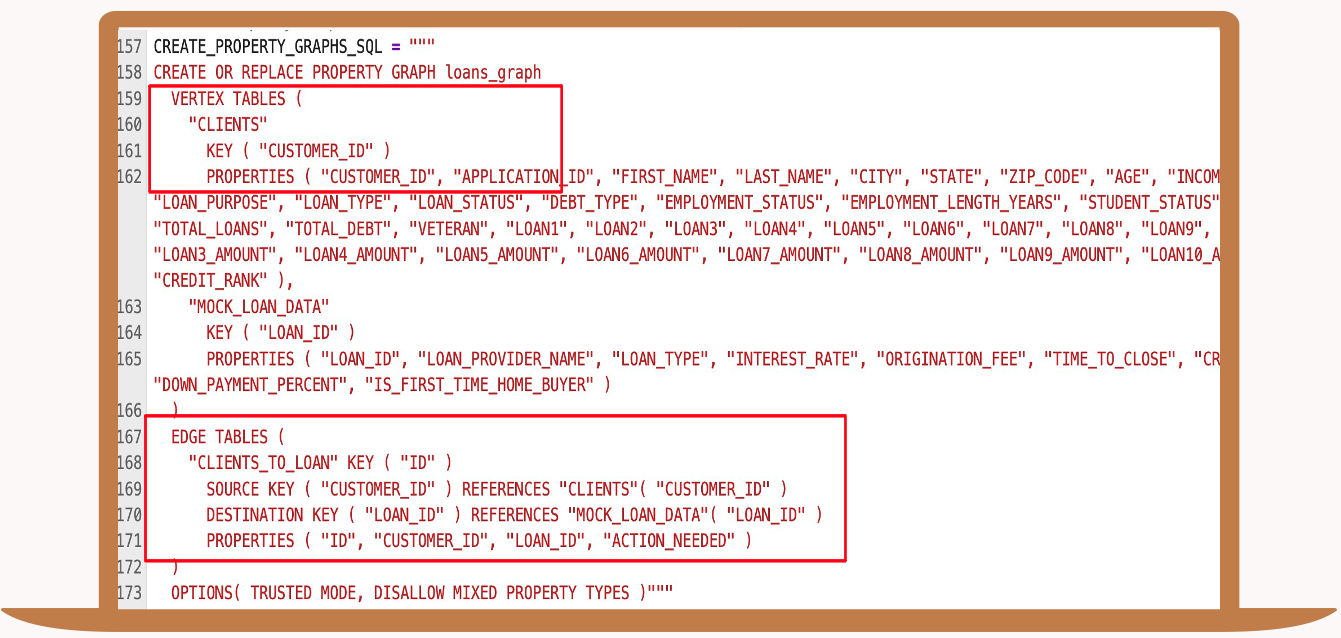 157 CREATE_PROPERTY_GRAPHS_SQL = """
158 CREATE OR REPLACE PROPERTY GRAPH loans_graph
159 VERTEX TABLES (
160 "CLIENTS"
161 KEY ( "CUSTOMER_ID" )
162 PROPERTIES ( "CUSTOMER_ID", "APPLICATION_ID", "FIRST_NAME", "LAST_NAME", "CITY", "STATE", "ZIP_CODE", "AGE", "INCOM
"LOAN_PURPOSE", "LOAN_TYPE", "LOAN_STATUS", "DEBT_TYPE", "EMPLOYMENT_STATUS", "EMPLOYMENT_LENGTH_YEARS", "STUDENT_STATUS"
"TOTAL_LOANS", "TOTAL_DEBT", "VETERAN", "LOAN1", "LOAN2", "LOAN3", "LOAN4", "LOAN5", "LOAN6", "LOAN7", "LOAN8", "LOAN9",
"LOAN3_AMOUNT", "LOAN4_AMOUNT", "LOAN5_AMOUNT", "LOAN6_AMOUNT", "LOAN7_AMOUNT", "LOAN8_AMOUNT", "LOAN9_AMOUNT", "LOAN10_A
"CREDIT_RANK" ),
163 "MOCK_LOAN_DATA"
164 KEY ( "LOAN_ID" )
165 PROPERTIES ( "LOAN_ID", "LOAN_PROVIDER_NAME", "LOAN_TYPE", "INTEREST_RATE", "ORIGINATION_FEE", "TIME_TO_CLOSE", "CR
"DOWN_PAYMENT_PERCENT", "IS_FIRST_TIME_HOME_BUYER" )
166 )
167 EDGE TABLES (
168 "CLIENTS_TO_LOAN" KEY ( "ID" )
169 SOURCE KEY ( "CUSTOMER_ID" ) REFERENCES "CLIENTS"( "CUSTOMER_ID" )
170 DESTINATION KEY ( "LOAN_ID" ) REFERENCES "MOCK_LOAN_DATA"( "LOAN_ID" )
171 PROPERTIES ( "ID", "CUSTOMER_ID", "LOAN_ID", "ACTION_NEEDED" )
172 )
173 OPTIONS( TRUSTED MODE, DISALLOW MIXED PROPERTY TYPES )"""